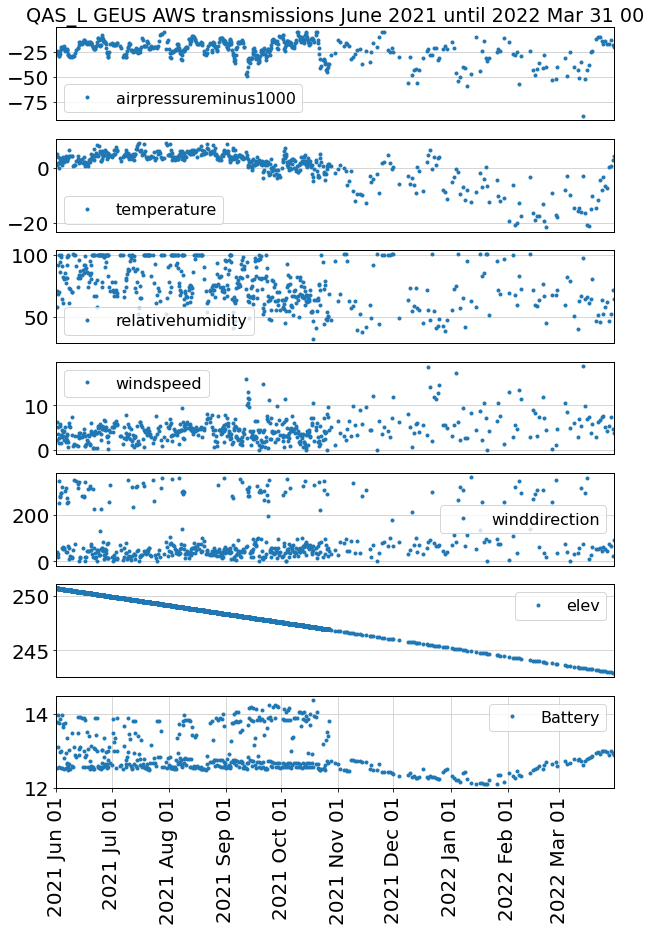 QAS_L GEUS AWS transmissions June 2021 until 2022 Mar 31 00
−25
−50
−75
airpressureminus1000
0
−20
temperature
100
50
relativehumidity
10
0
windspeed
200
0
winddirection
250
245
elev
14
12
Battery
2021 Jun 01
2021 Jul 01
2021 Aug 01
2021 Sep 01
2021 Oct 01
2021 Nov 01
2021 Dec 01
2022 Jan 01
2022 Feb 01
2022 Mar 01